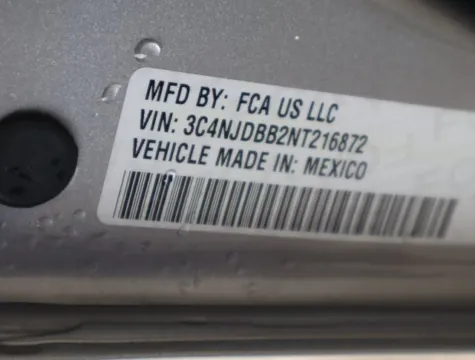 MFD BY: FCA US LLC
VIN: 3C4NJDBB2NT216872
VEHICLE MADE IN: MEXICO